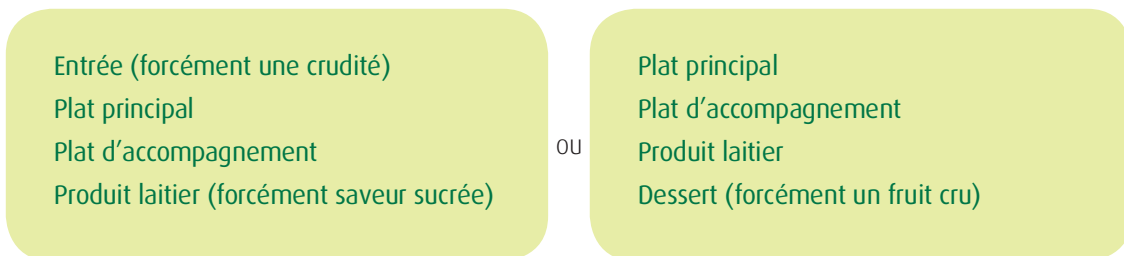 Entrée (forcément une crudité)
Plat principal
Plat d'accompagnement
Produit laitier (forcément saveur sucrée)
ou
Plat principal
Plat d'accompagnement
Produit laitier
Dessert (forcément un fruit cru)